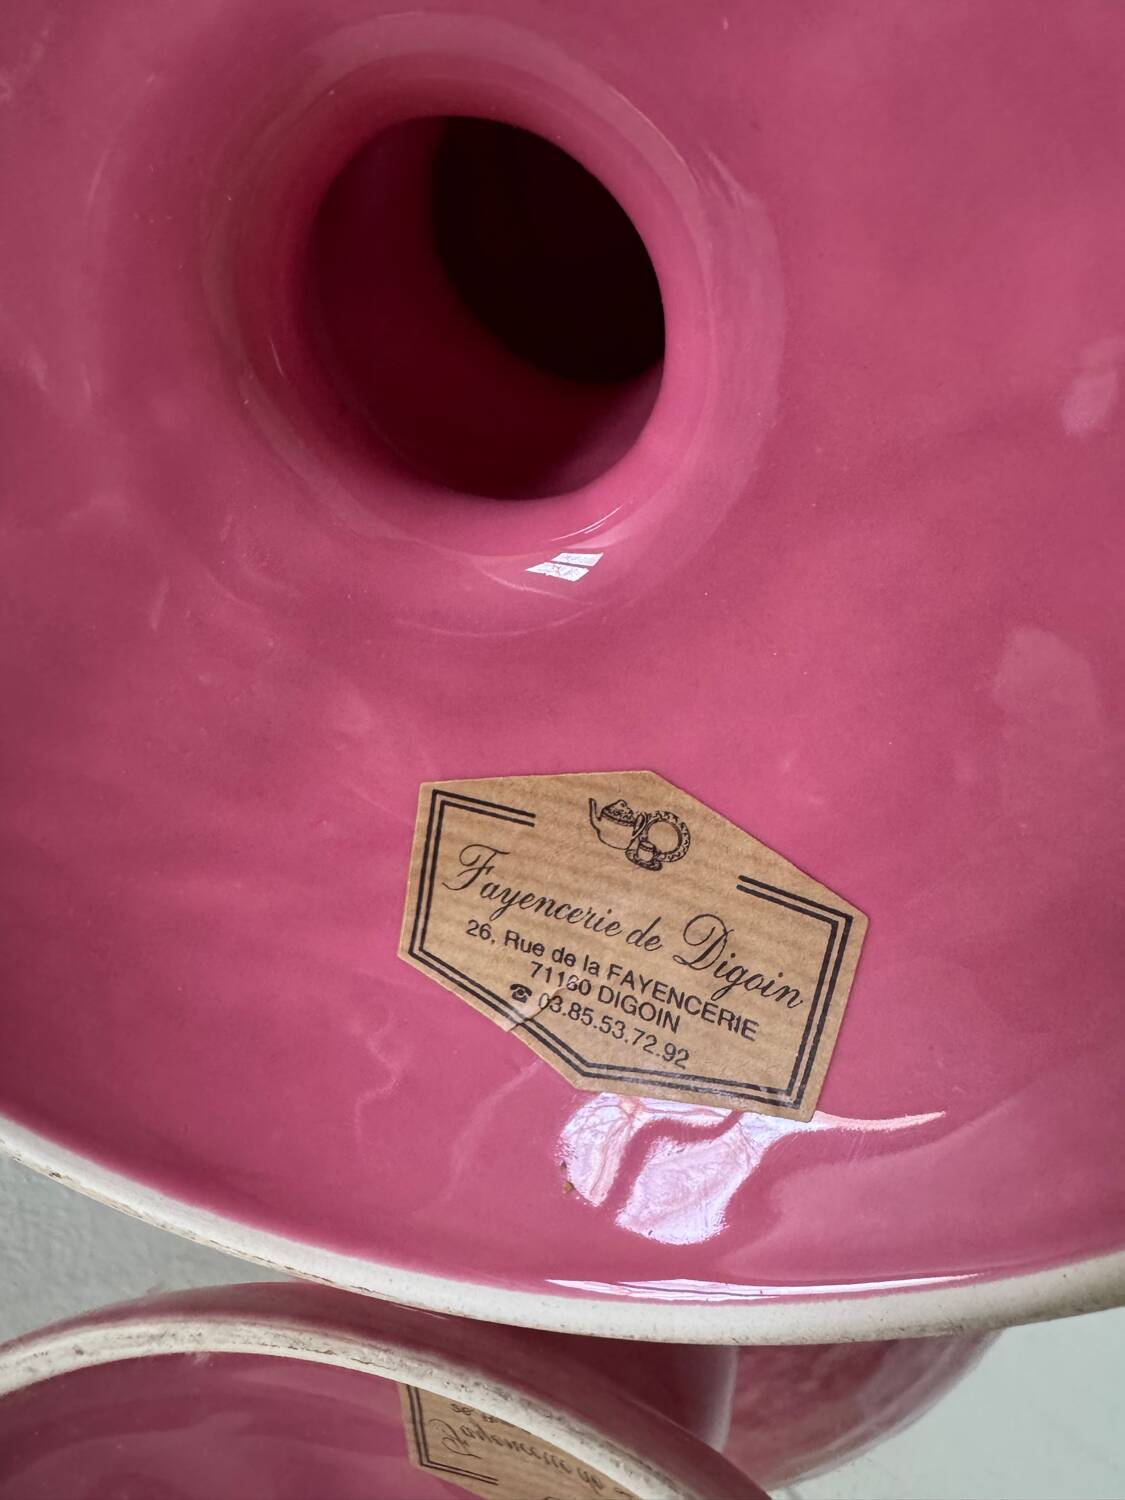 Fayencerie de Digoin
26, Rue de la FAYENCERIE
71160 DIGOIN
☎ 03.85.53.72.92